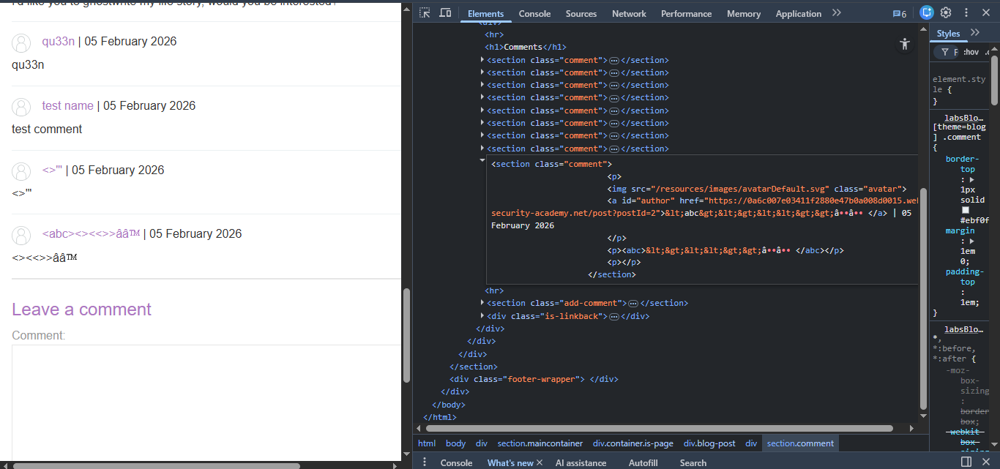 I'd like you to ghostwrite my life story, would you be interested?
qu33n | 05 February 2026
qu33n
test name | 05 February 2026
test comment
<>'" | 05 February 2026
<>'"
<abc><><<>>ââ™ | 05 February 2026
<><<>>ââ™
Leave a comment
Comment:
Elements Console Sources Network Performance Memory Application 6
<div>
<hr>
<h1>Comments</h1>
<section class="comment">…</section>
<section class="comment">…</section>
<section class="comment">…</section>
<section class="comment">…</section>
<section class="comment">…</section>
<section class="comment">…</section>
<section class="comment">…</section>
<section class="comment">…</section>
<section class="comment">
<p>
<img src="/resources/images/avatarDefault.svg" class="avatar">
<a id="author" href="https://0a6c007e03411f2880e47b0a008d0015.web
security-academy.net/post?postId=2">&lt;abc&gt;&lt;&gt;&lt;&lt;&gt;&gt;â••â•• </a> | 05
February 2026
</p>
<p><abc>&lt;&gt;&lt;&lt;&gt;&gt;â••â•• </abc></p>
<p></p>
</section>
<hr>
<section class="add-comment">…</section>
<div class="is-linkback">…</div>
</div>
</div>
</div>
</section>
<div class="footer-wrapper"> </div>
</div>
</body>
</html>
html body div section.maincontainer div.container.is-page div.blog-post div section.comment
Console What's new AI assistance Autofill Search
Styles
F :hov .c
element.sty
le {
}
labsBlo…
[theme=blog
] .comment
{
border-
top
:
1px
solid
#ebf0f
margin
:
1em
0;
padding-
top
:
1em;
}
labsBlo…
*,
*:before,
*:after {
-moz-
box-
sizing
:
border
box;
-webkit-
box-
sizing